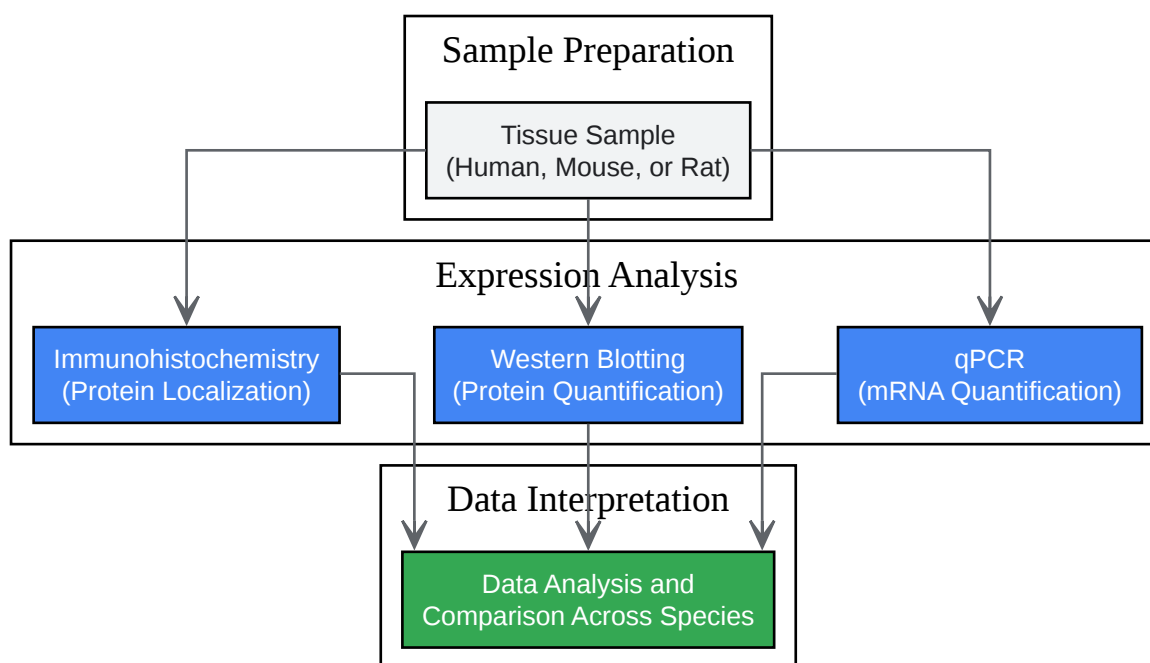 Sample Preparation
Tissue Sample
(Human, Mouse, or Rat)
Expression Analysis
Immunohistochemistry
(Protein Localization)
Western Blotting
(Protein Quantification)
qPCR
(mRNA Quantification)
Data Interpretation
Data Analysis and
Comparison Across Species